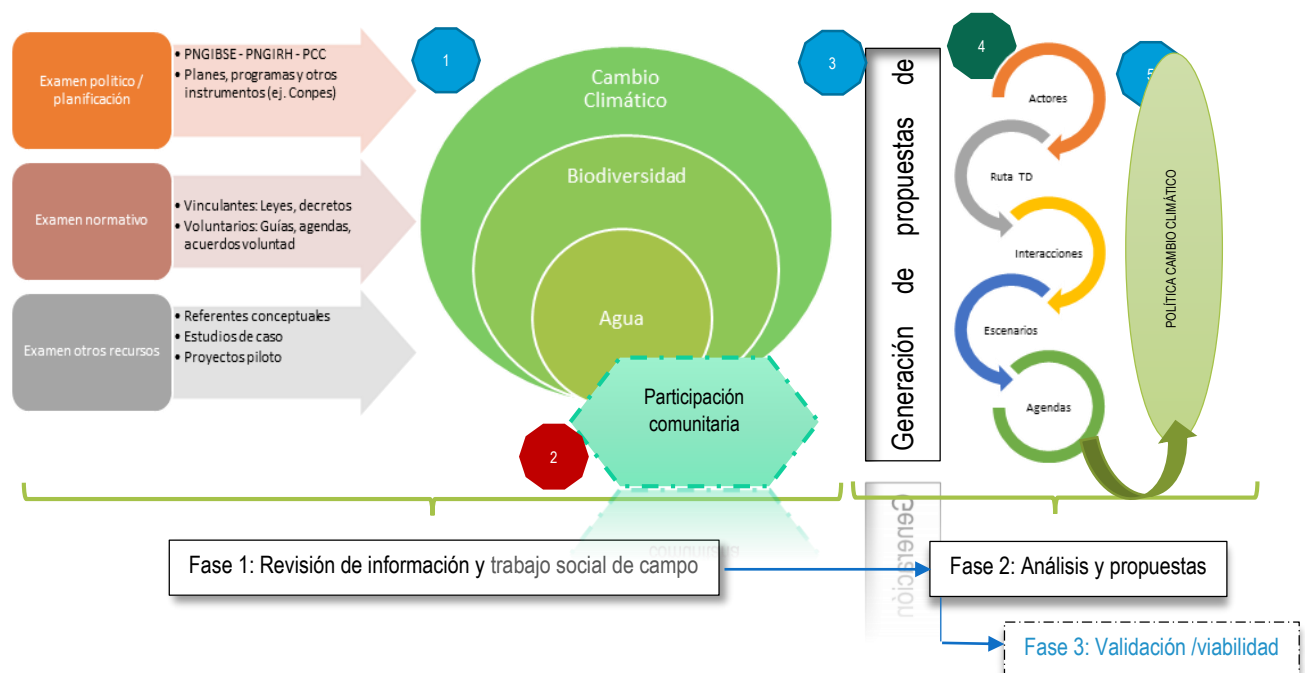 Examen político /
planificación
• PNGIBSE - PNGIRH - PCC
• Planes, programas y otros
instrumentos (ej. Conpes)
Examen normativo
• Vinculantes: Leyes, decretos
• Voluntarios: Guías, agendas,
acuerdos voluntad
Examen otros recursos
• Referentes conceptuales
• Estudios de caso
• Proyectos piloto
1
Cambio
Climático
Biodiversidad
Agua
2
Participación
comunitaria
3
Generación de propuestas de
4
Actores
Ruta TD
Interacciones
Escenarios
Agendas
5
POLÍTICA CAMBIO CLIMÁTICO
comunitaria
Generación
Fase 1: Revisión de información y trabajo social de campo
Fase 2: Análisis y propuestas
Fase 3: Validación /viabilidad